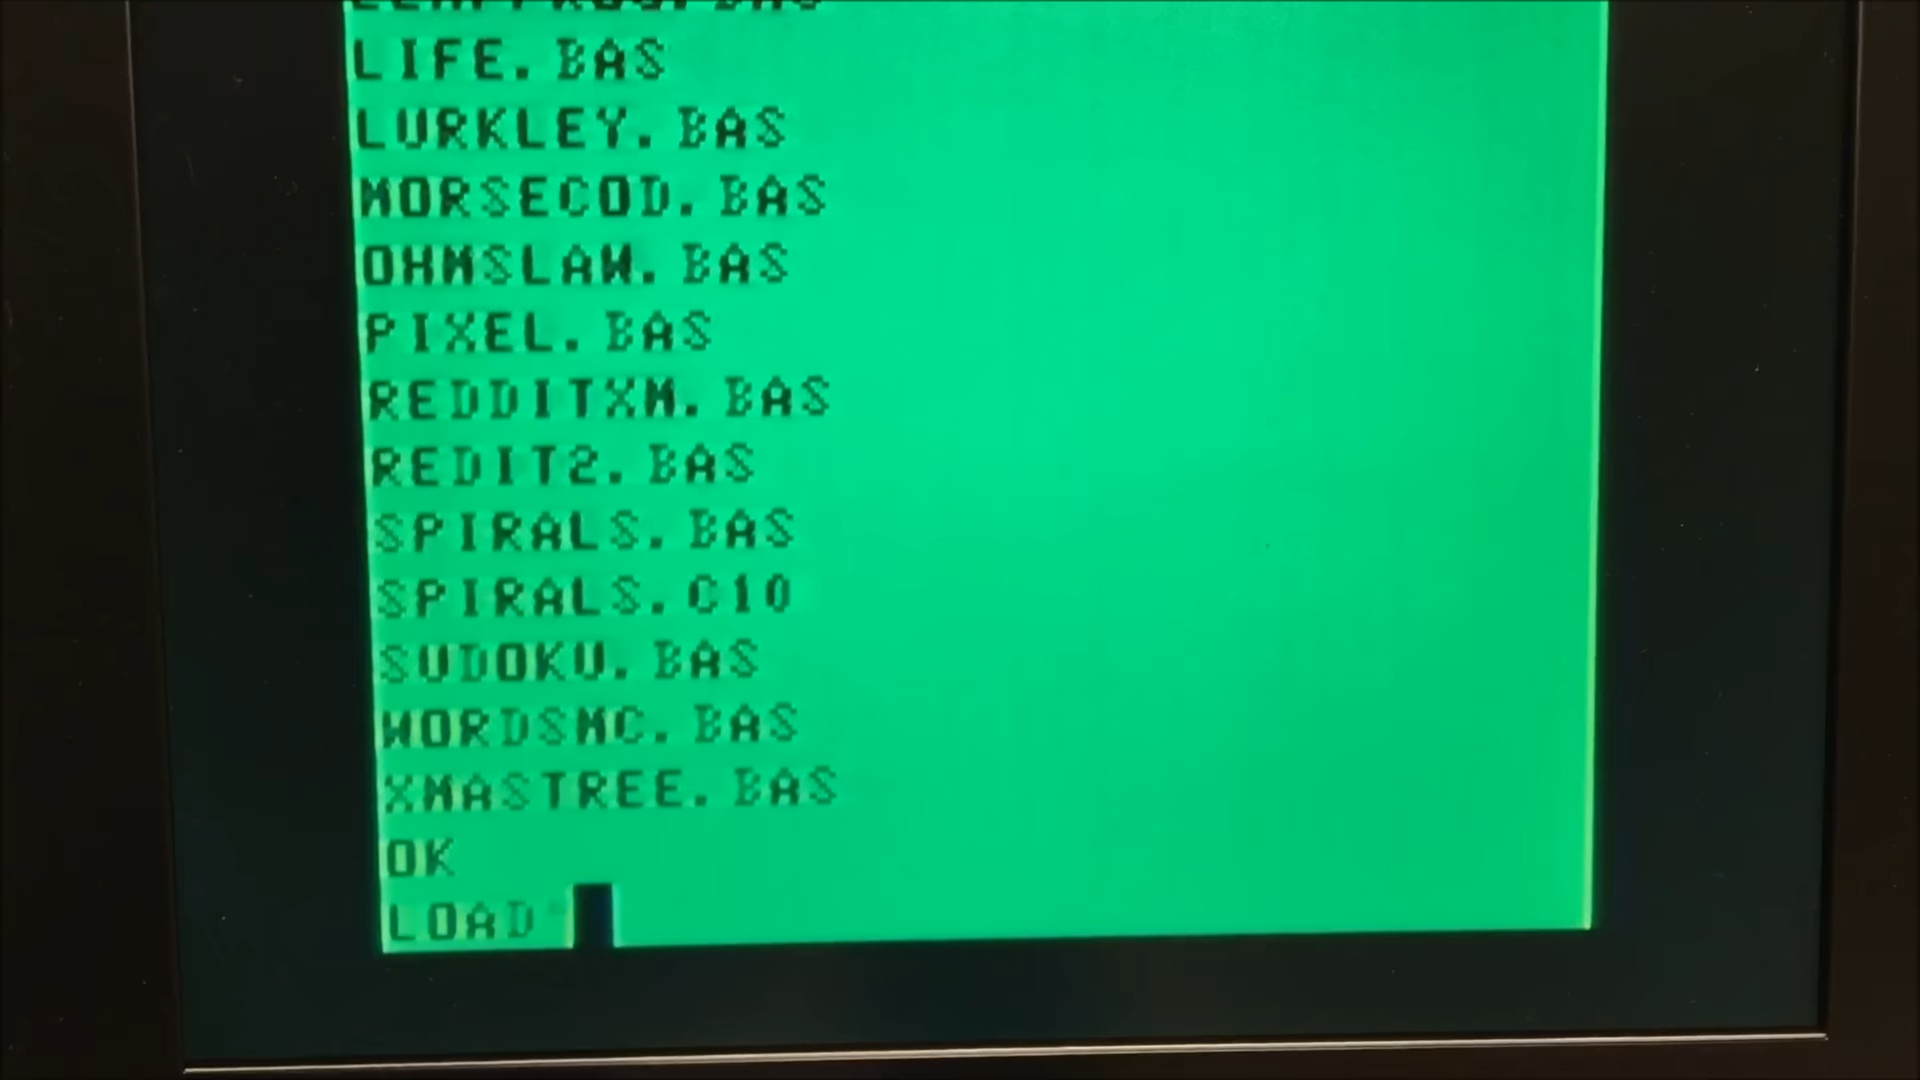 LIFE.BAS
LURKLEY.BAS
MORSECOD.BAS
OHMSLAW.BAS
PIXEL.BAS
REDDITXM.BAS
REDIT2.BAS
SPIRALS.BAS
SPIRALS.C10
SUDOKU.BAS
WORDSMC.BAS
XMASTREE.BAS
OK
LOAD"